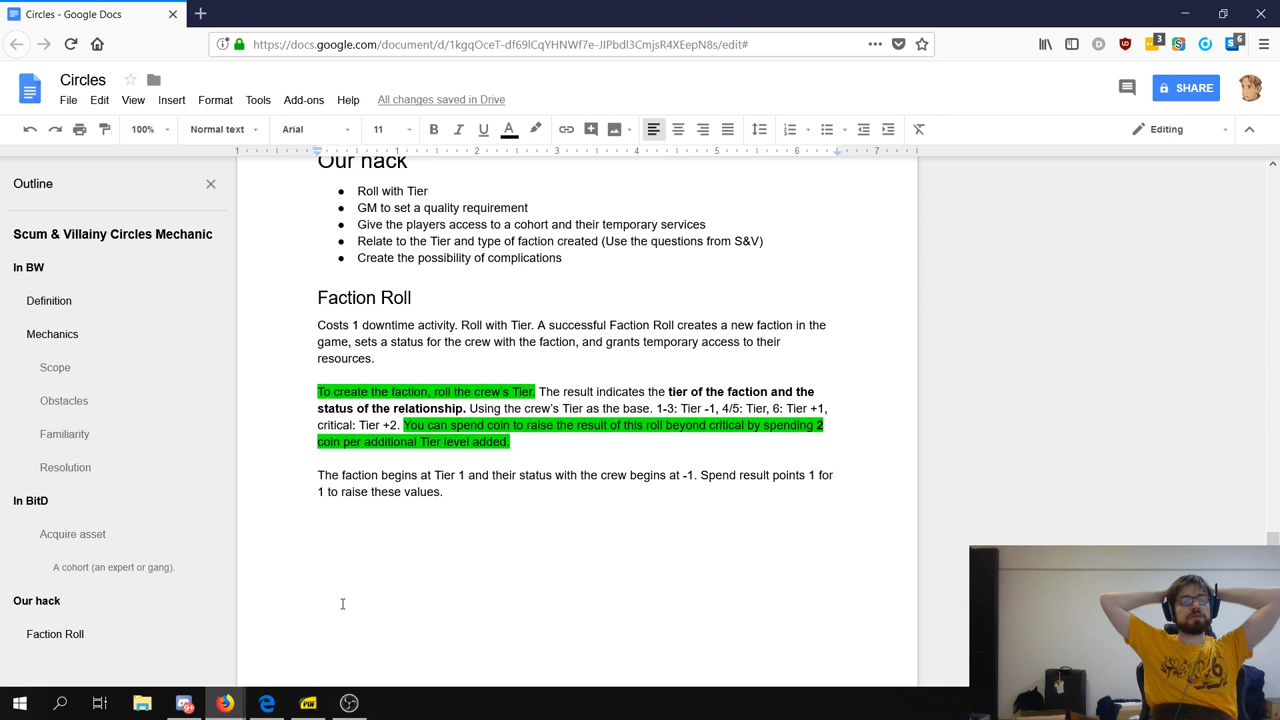 Circles - Google Docs
https://docs.google.com/document/d/1kgqOceT-df69lCqYHNWf7e-JIPbdl3CmjsR4XEepN8s/edit#
3
6
Circles
File Edit View Insert Format Tools Add-ons Help All changes saved in Drive
SHARE
100% Normal text Arial 11 Editing
1 1 2 3 4 5 6 7
Outline
Scum & Villainy Circles Mechanic
In BW
Definition
Mechanics
Scope
Obstacles
Familiarity
Resolution
In BitD
Acquire asset
A cohort (an expert or gang).
Our hack
Faction Roll
Our hack
● Roll with Tier
● GM to set a quality requirement
● Give the players access to a cohort and their temporary services
● Relate to the Tier and type of faction created (Use the questions from S&V)
● Create the possibility of complications
Faction Roll
Costs 1 downtime activity. Roll with Tier. A successful Faction Roll creates a new faction in the
game, sets a status for the crew with the faction, and grants temporary access to their
resources.
To create the faction, roll the crew's Tier. The result indicates the tier of the faction and the
status of the relationship. Using the crew's Tier as the base. 1-3: Tier -1, 4/5: Tier, 6: Tier +1,
critical: Tier +2. You can spend coin to raise the result of this roll beyond critical by spending 2
coin per additional Tier level added.
The faction begins at Tier 1 and their status with the crew begins at -1. Spend result points 1 for
1 to raise these values.
PDF